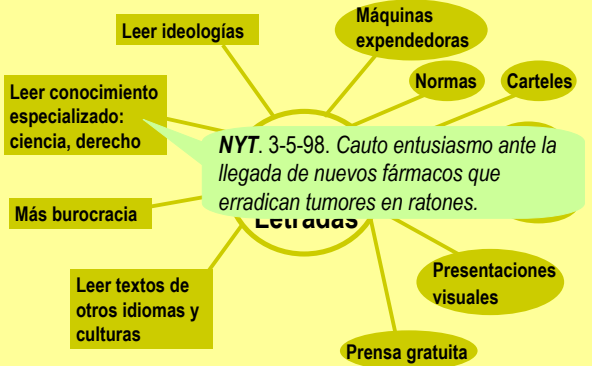 Leer ideologías
Máquinas
expendedoras
Normas
Carteles
Leer conocimiento
especializado:
ciencia, derecho
NYT. 3-5-98. Cauto entusiasmo ante la
llegada de nuevos fármacos que
erradican tumores en ratones.
Letradas
Más burocracia
Leer textos de
otros idiomas y
culturas
Presentaciones
visuales
Prensa gratuita